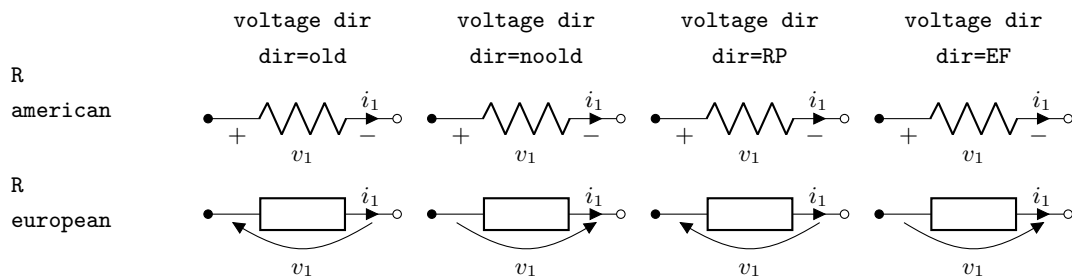 voltage dir voltage dir voltage dir voltage dir
dir=old dir=noold dir=RP dir=EF
R
american
i₁ i₁ i₁ i₁
+ − + − + − + −
v₁ v₁ v₁ v₁
R
european
i₁ i₁ i₁ i₁
v₁ v₁ v₁ v₁